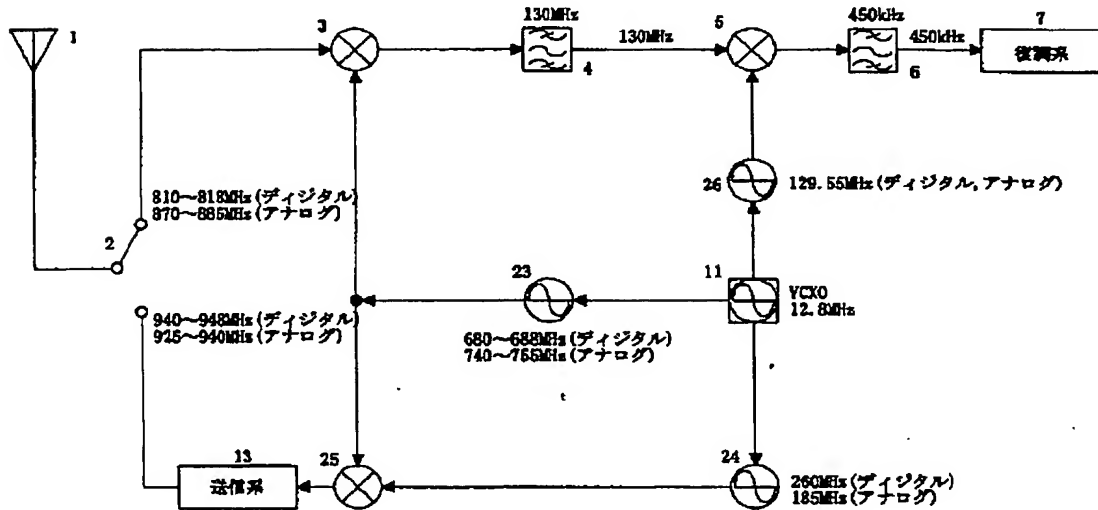 1
3
130MHz
4
130MHz
5
450kHz
6
450kHz
7
復調系
26
129.55MHz(ディジタル,アナログ)
810～818MHz(ディジタル)
870～885MHz(アナログ)
2
23
11
VCXO
12.8MHz
940～948MHz(ディジタル)
925～940MHz(アナログ)
680～688MHz(ディジタル)
740～755MHz(アナログ)
t
13
送信系
25
24
260MHz(ディジタル)
185MHz(アナログ)